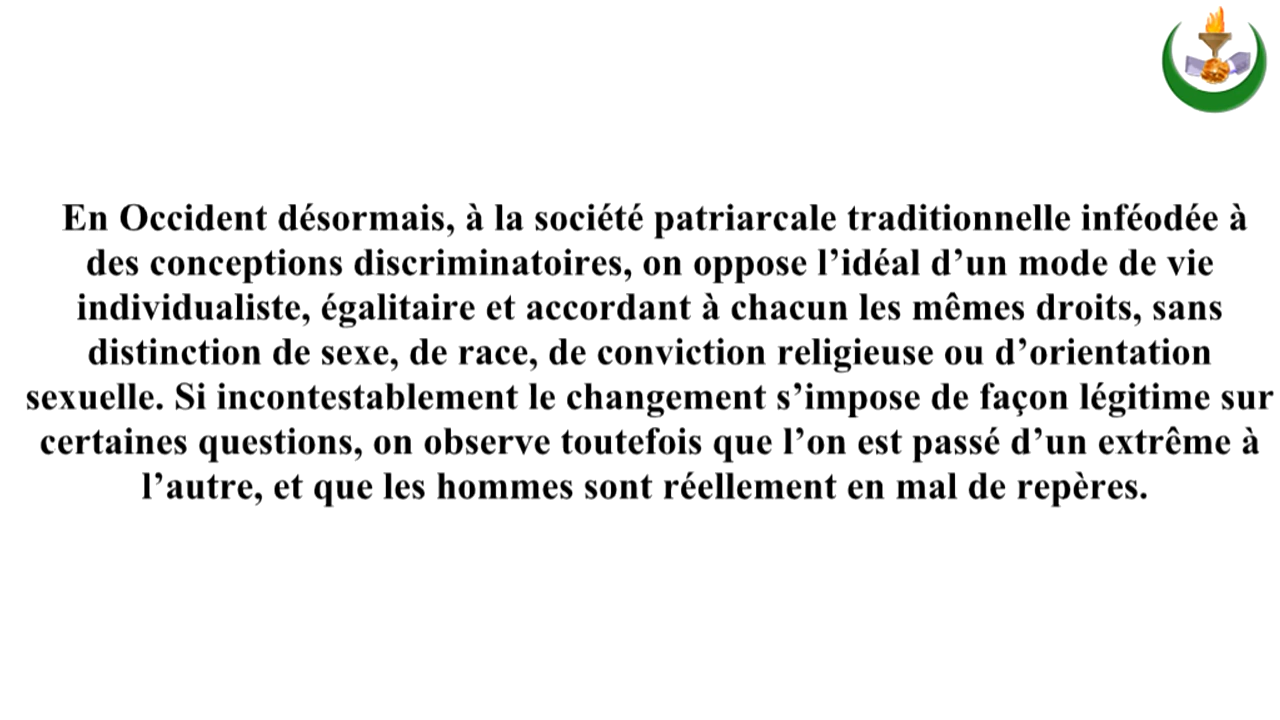 En Occident désormais, à la société patriarcale traditionnelle inféodée à
des conceptions discriminatoires, on oppose l’idéal d’un mode de vie
individualiste, égalitaire et accordant à chacun les mêmes droits, sans
distinction de sexe, de race, de conviction religieuse ou d’orientation
sexuelle. Si incontestablement le changement s’impose de façon légitime sur
certaines questions, on observe toutefois que l’on est passé d’un extrême à
l’autre, et que les hommes sont réellement en mal de repères.